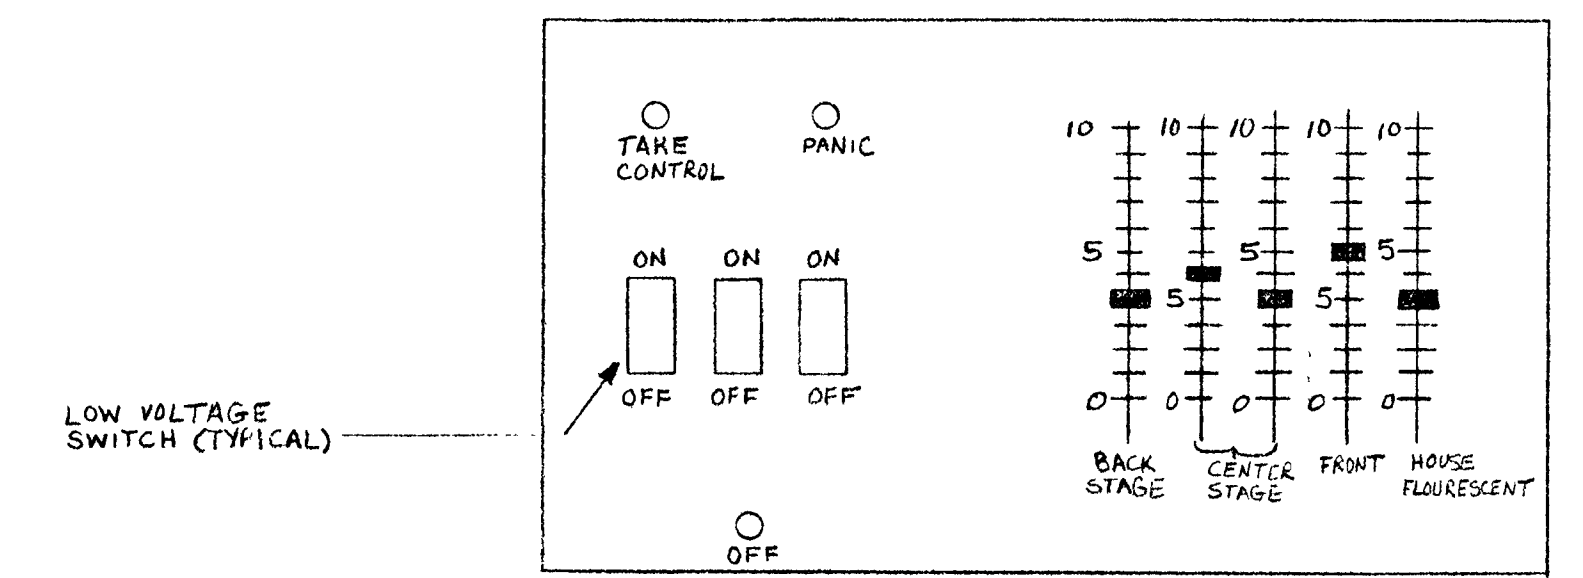 TAKE
CONTROL
PANIC
ON ON ON
OFF OFF OFF
LOW VOLTAGE
SWITCH (TYPICAL)
OFF
10 10 10 10 10
5 5 5
5 5
0 0 0 0 0
BACK
STAGE
CENTER
STAGE
FRONT
HOUSE
FLOURESCENT